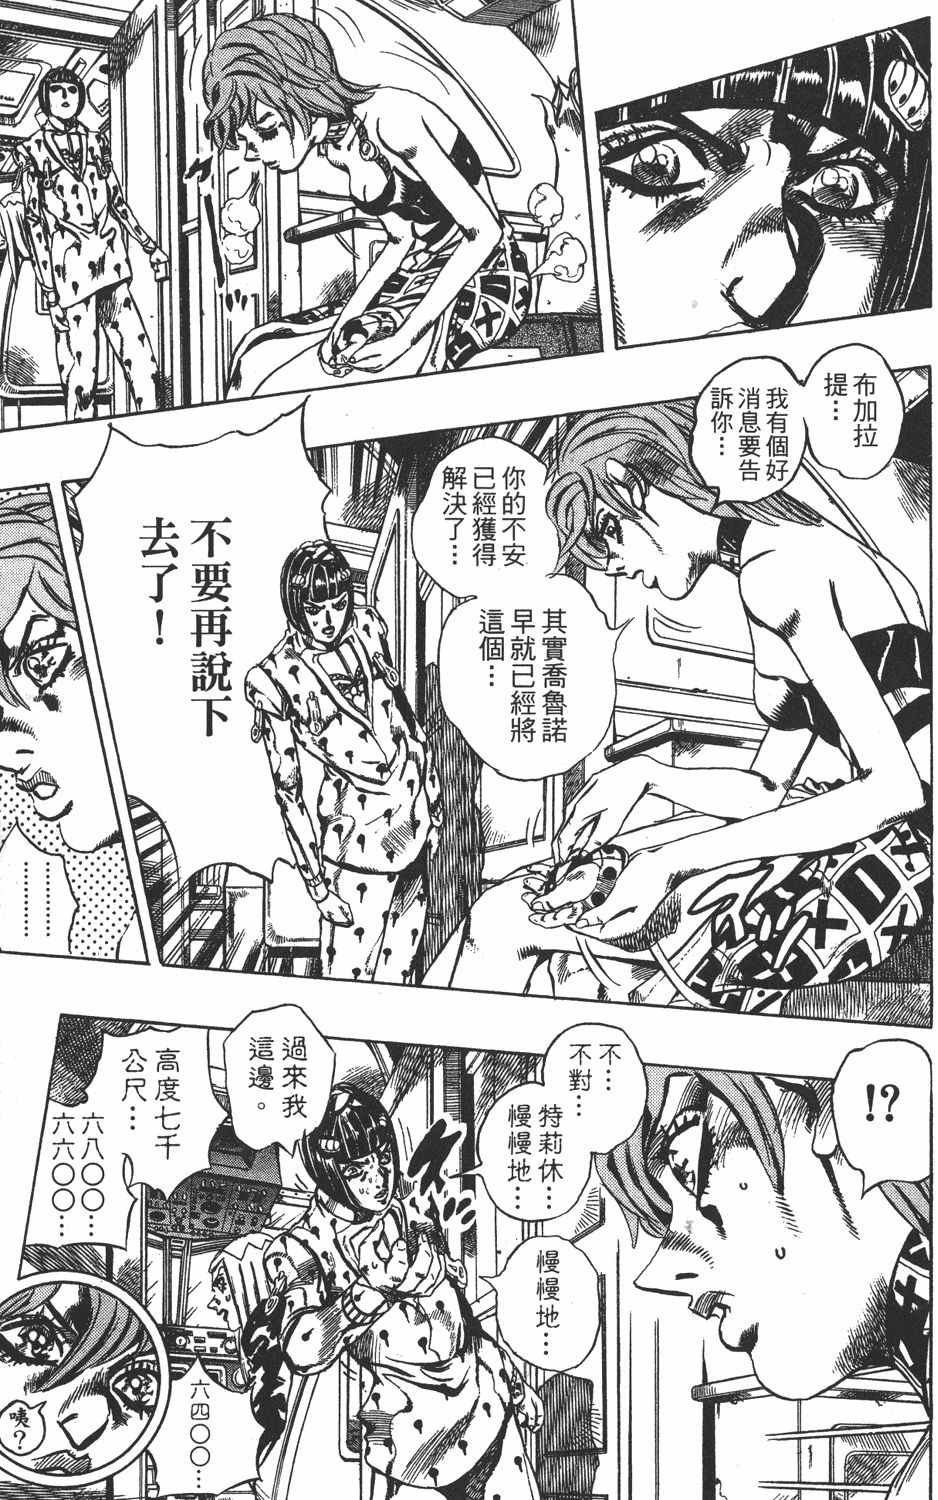 布加拉
提…
我有個好
消息要告
訴你…
你的不安
已經獲得
解決了…
其實喬魯諾
早就已經將
這個…
不要再說下
去了！
………
!?
不…
不對…
特莉休…
慢慢地…
慢慢地…
過來我
這邊。
高度七千
公尺…
六八〇〇…
六六〇〇…
六四〇〇…
咦?